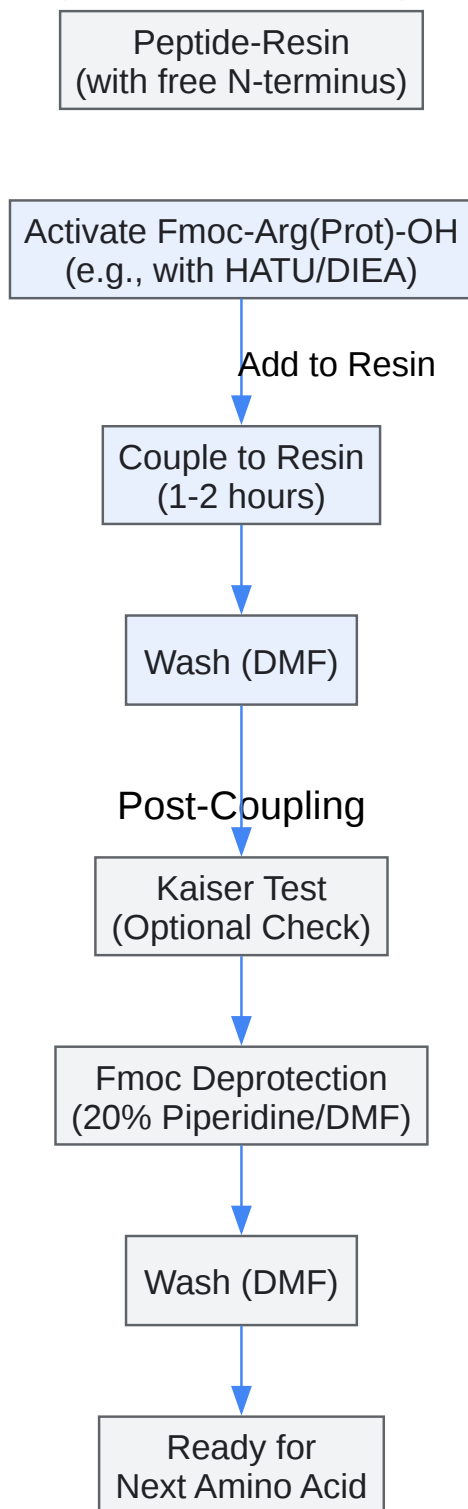 Peptide-Resin
(with free N-terminus)
Activate Fmoc-Arg(Prot)-OH
(e.g., with HATU/DIEA)
Add to Resin
Couple to Resin
(1-2 hours)
Wash (DMF)
Post-Coupling
Kaiser Test
(Optional Check)
Fmoc Deprotection
(20% Piperidine/DMF)
Wash (DMF)
Ready for
Next Amino Acid